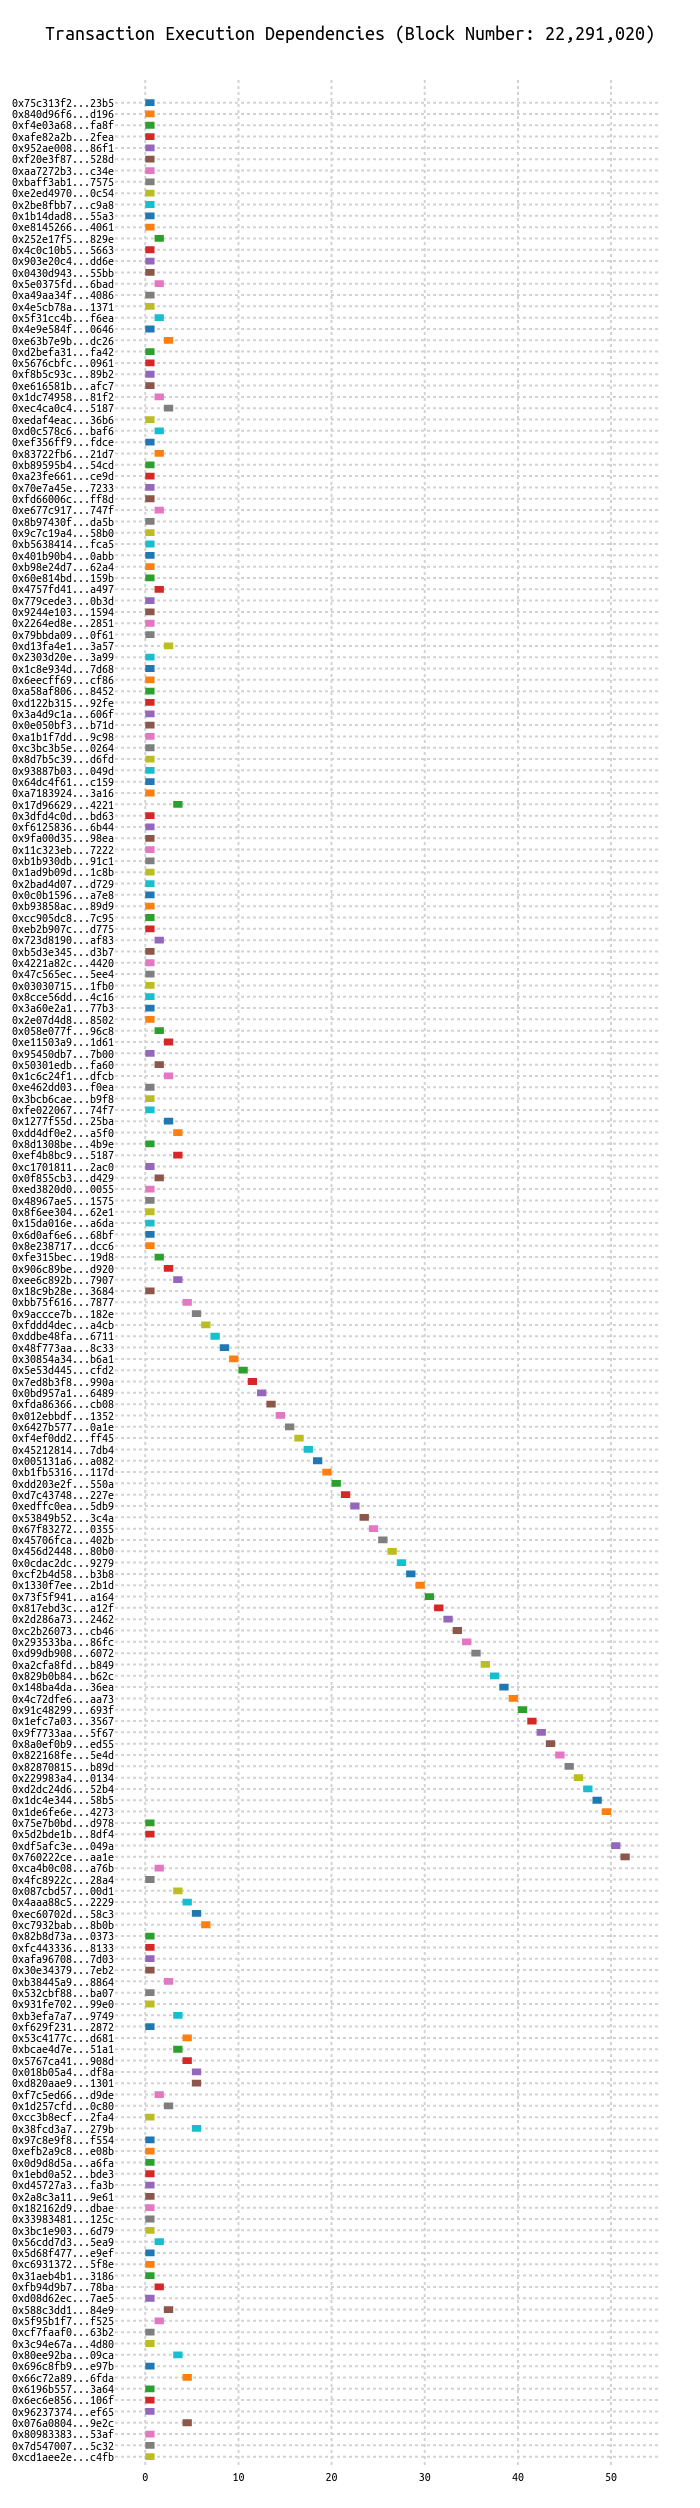 Transaction Execution Dependencies (Block Number: 22,291,020)
0x75c313f2...23b5
0x840d96f6...d196
0xf4e03a68...fa8f
0xafe82a2b...2fea
0x952ae008...86f1
0xf20e3f87...528d
0xaa7272b3...c34e
0xbaff3ab1...7575
0xe2ed4970...0c54
0x2be8fbb7...c9a8
0x1b14dad8...55a3
0xe8145266...4061
0x252e17f5...829e
0x4c0c10b5...5663
0x903e20c4...dd6e
0x0430d943...55bb
0x5e0375fd...6bad
0xa49aa34f...4086
0x4e5cb78a...1371
0x5f31cc4b...f6ea
0x4e9e584f...0646
0xe63b7e9b...dc26
0xd2befa31...fa42
0x5676cbfc...0961
0xf8b5c93c...89b2
0xe616581b...afc7
0x1dc74958...81f2
0xec4ca0c4...5187
0xedaf4eac...36b6
0xd0c578c6...baf6
0xef356ff9...fdce
0x83722fb6...21d7
0xb89595b4...54cd
0xa23fe661...ce9d
0x70e7a45e...7233
0xfd66006c...ff8d
0xe677c917...747f
0x8b97430f...da5b
0x9c7c19a4...58b0
0xb5638414...fca5
0x401b90b4...0abb
0xb98e24d7...62a4
0x60e814bd...159b
0x4757fd41...a497
0x779cede3...0b3d
0x9244e103...1594
0x2264ed8e...2851
0x79bbda09...0f61
0xd13fa4e1...3a57
0x2303d20e...3a99
0x1c8e934d...7d68
0x6eecff69...cf86
0xa58af806...8452
0xd122b315...92fe
0x3a4d9c1a...606f
0x0e050bf3...b71d
0xa1b1f7dd...9c98
0xc3bc3b5e...0264
0x8d7b5c39...d6fd
0x93887b03...049d
0x64dc4f61...c159
0xa7183924...3a16
0x17d96629...4221
0x3dfd4c0d...bd63
0xf6125836...6b44
0x9fa00d35...98ea
0x11c323eb...7222
0xb1b930db...91c1
0x1ad9b09d...1c8b
0x2bad4d07...d729
0x0c0b1596...a7e8
0xb93858ac...89d9
0xcc905dc8...7c95
0xeb2b907c...d775
0x723d8190...af83
0xb5d3e345...d3b7
0x4221a82c...4420
0x47c565ec...5ee4
0x03030715...1fb0
0x8cce56dd...4c16
0x3a60e2a1...77b3
0x2e07d4d8...8502
0x058e077f...96c8
0xe11503a9...1d61
0x95450db7...7b00
0x50301edb...fa60
0x1c6c24f1...dfcb
0xe462dd03...f0ea
0x3bcb6cae...b9f8
0xfe022067...74f7
0x1277f55d...25ba
0xdd4df0e2...a5f0
0x8d1308be...4b9e
0xef4b8bc9...5187
0xc1701811...2ac0
0x0f855cb3...d429
0xed3820d0...0055
0x48967ae5...1575
0x8f6ee304...62e1
0x15da016e...a6da
0x6d0af6e6...68bf
0x8e238717...dcc6
0xfe315bec...19d8
0x906c89be...d920
0xee6c892b...7907
0x18c9b28e...3684
0xbb75f616...7877
0x9accce7b...182e
0xfddd4dec...a4cb
0xddbe48fa...6711
0x48f773aa...8c33
0x30854a34...b6a1
0x5e53d445...cfd2
0x7ed8b3f8...990a
0x0bd957a1...6489
0xfda86366...cb08
0x012ebbdf...1352
0x6427b577...0a1e
0xf4ef0dd2...ff45
0x45212814...7db4
0x005131a6...a082
0xb1fb5316...117d
0xdd203e2f...550a
0xd7c43748...227e
0xedffc0ea...5db9
0x53849b52...3c4a
0x67f83272...0355
0x45706fca...402b
0x456d2448...80b0
0x0cdac2dc...9279
0xcf2b4d58...b3b8
0x1330f7ee...2b1d
0x73f5f941...a164
0x817ebd3c...a12f
0x2d286a73...2462
0xc2b26073...cb46
0x293533ba...86fc
0xd99db908...6072
0xa2cfa8fd...b849
0x829b0b84...b62c
0x148ba4da...36ea
0x4c72dfe6...aa73
0x91c48299...693f
0x1efc7a03...3567
0x9f7733aa...5f67
0x8a0ef0b9...ed55
0x822168fe...5e4d
0x82870815...b89d
0x229983a4...0134
0xd2dc24d6...52b4
0x1dc4e344...58b5
0x1de6fe6e...4273
0x75e7b0bd...d978
0x5d2bde1b...8df4
0xdf5afc3e...049a
0x760222ce...aa1e
0xca4b0c08...a76b
0x4fc8922c...28a4
0x087cbd57...00d1
0x4aaa88c5...2229
0xec60702d...58c3
0xc7932bab...8b0b
0x82b8d73a...0373
0xfc443336...8133
0xafa96708...7d03
0x30e34379...7eb2
0xb38445a9...8864
0x532cbf88...ba07
0x931fe702...99e0
0xb3efa7a7...9749
0xf629f231...2872
0x53c4177c...d681
0xbcae4d7e...51a1
0x5767ca41...908d
0x018b05a4...df8a
0xd820aae9...1301
0xf7c5ed66...d9de
0x1d257cfd...0c80
0xcc3b8ecf...2fa4
0x38fcd3a7...279b
0x97c8e9f8...f554
0xefb2a9c8...e08b
0x0d9d8d5a...a6fa
0x1ebd0a52...bde3
0xd45727a3...fa3b
0x2a8c3a11...9e61
0x182162d9...dbae
0x33983481...125c
0x3bc1e903...6d79
0x56cdd7d3...5ea9
0x5d68f477...e9ef
0xc6931372...5f8e
0x31aeb4b1...3186
0xfb94d9b7...78ba
0xd08d62ec...7ae5
0x588c3dd1...84e9
0x5f95b1f7...f525
0xcf7faaf0...63b2
0x3c94e67a...4d80
0x80ee92ba...09ca
0x696c8fb9...e97b
0x66c72a89...6fda
0x6196b557...3a64
0x6ec6e856...106f
0x96237374...ef65
0x076a0804...9e2c
0x80983383...53af
0x7d547007...5c32
0xcd1aee2e...c4fb
0 10 20 30 40 50